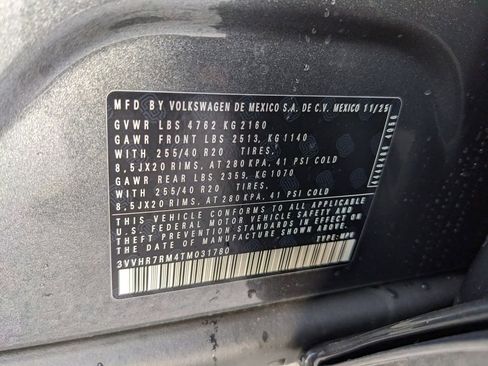 MFD BY VOLKSWAGEN DE MEXICO S.A. DE C.V. MEXICO 11/25
GVWR LBS 4762 KG 2160
GAWR FRONT LBS 2513, KG 1140
WITH 255/40 R20 TIRES.
8,5JX20 RIMS, AT 280 KPA, 41 PSI COLD
GAWR REAR LBS 2359, KG 1070
WITH 255/40 R20 TIRES.
8,5JX20 RIMS, AT 280 KPA, 41 PSI COLD
THIS VEHICLE CONFORMS TO ALL APPLICABLE
U.S. FEDERAL MOTOR VEHICLE SAFETY AND
THEFT PREVENTION STANDARDS IN EFFECT ON
THE DATE OF MANUFACTURE SHOWN ABOVE.
3VVHR7RM4TM031780 TYPE: MPV